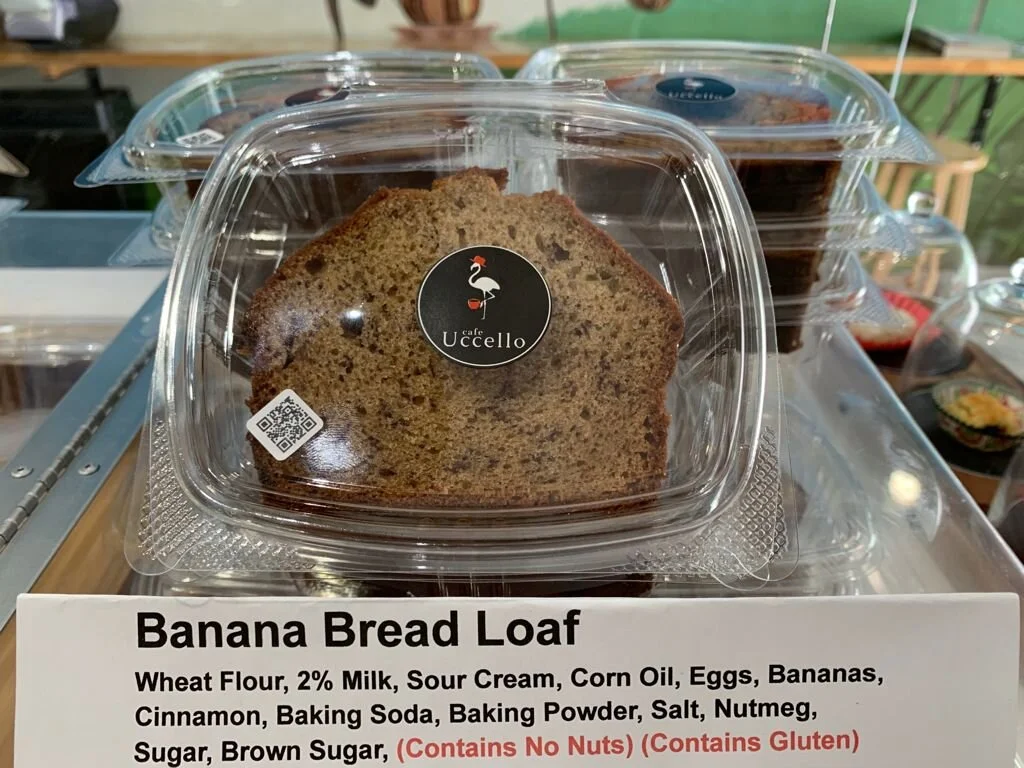 Uccello
cafe
Uccello
Banana Bread Loaf
Wheat Flour, 2% Milk, Sour Cream, Corn Oil, Eggs, Bananas,
Cinnamon, Baking Soda, Baking Powder, Salt, Nutmeg,
Sugar, Brown Sugar, (Contains No Nuts) (Contains Gluten)